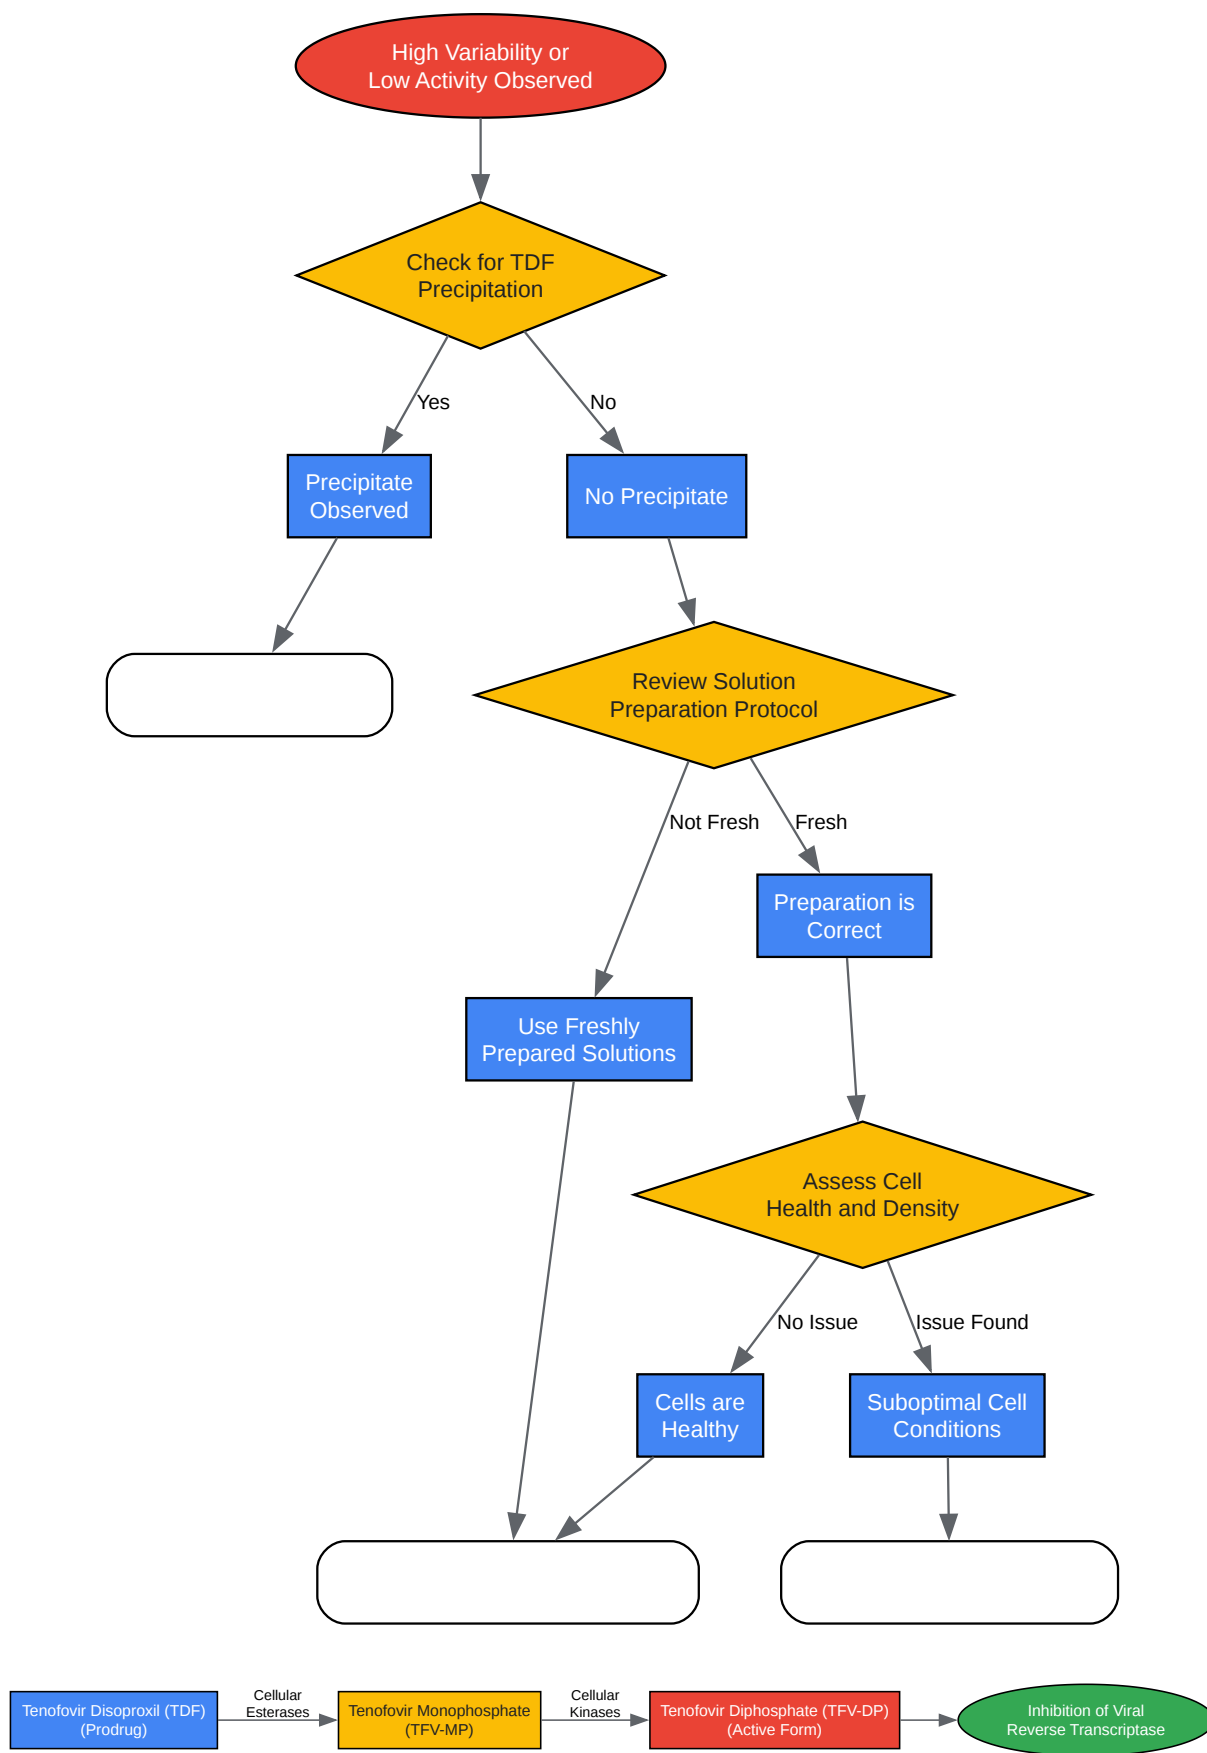 High Variability or
Low Activity Observed
Check for TDF
Precipitation
Yes
No
Precipitate
Observed
No Precipitate
Review Solution
Preparation Protocol
Not Fresh
Fresh
Preparation is
Correct
Use Freshly
Prepared Solutions
Assess Cell
Health and Density
No Issue
Issue Found
Cells are
Healthy
Suboptimal Cell
Conditions
Tenofovir Disoproxil (TDF)
(Prodrug)
Cellular
Esterases
Tenofovir Monophosphate
(TFV-MP)
Cellular
Kinases
Tenofovir Diphosphate (TFV-DP)
(Active Form)
Inhibition of Viral
Reverse Transcriptase